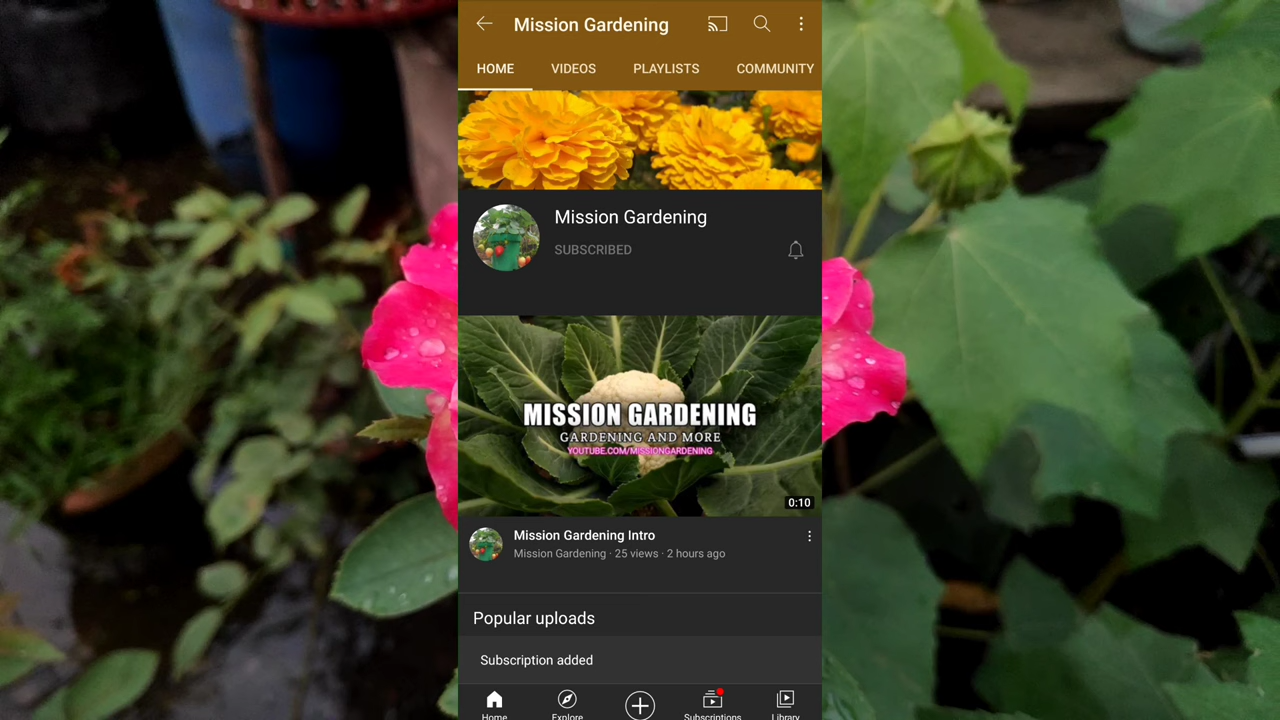 Mission Gardening
HOME VIDEOS PLAYLISTS COMMUNITY
Mission Gardening
SUBSCRIBED
MISSION GARDENING
GARDENING AND MORE
YOUTUBE.COM/MISSIONGARDENING
0:10
Mission Gardening Intro
Mission Gardening · 25 views · 2 hours ago
Popular uploads
Subscription added
Home Explore Subscriptions Library